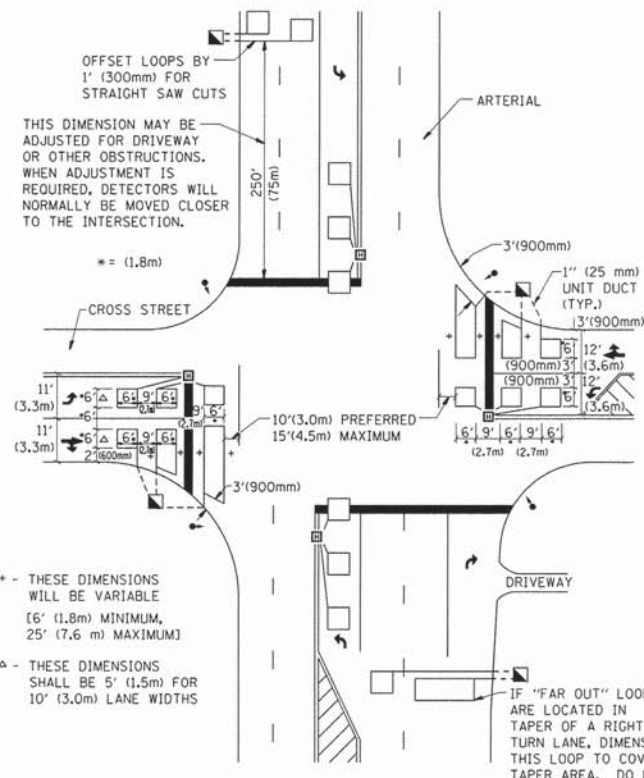 OFFSET LOOPS BY
1' (300mm) FOR
STRAIGHT SAW CUTS
ARTERIAL
THIS DIMENSION MAY BE
ADJUSTED FOR DRIVEWAY
OR OTHER OBSTRUCTIONS.
WHEN ADJUSTMENT IS
REQUIRED, DETECTORS WILL
NORMALLY BE MOVED CLOSER
TO THE INTERSECTION.
250'
(75m)
* = (1.8m)
H
3'(900mm)
1" (25 mm)
UNIT DUCT
(TYP.)
CROSS STREET
3'(900mm)
+ + + +
6'
12'
(3.6m)
(900mm) 3'
(900mm) 3'
6'
12'
(3.6m)
H
6' 9' 6' 9' 6'
* * *
(2.7m) (2.7m)
H
11'
(3.3m)
*6' △ 6' 9' 6'
*6'
9' 6'
(2.7m)
11'
(3.3m)
*6' △ 6' 9' 6'
2' (600mm)
+ + +
10'(3.0m) PREFERRED
15'(4.5m) MAXIMUM
3'(900mm)
H
DRIVEWAY
+ - THESE DIMENSIONS
WILL BE VARIABLE
[6' (1.8m) MINIMUM,
25' (7.6 m) MAXIMUM]
△ - THESE DIMENSIONS
SHALL BE 5' (1.5m) FOR
10' (3.0m) LANE WIDTHS
IF "FAR OUT" LOO
ARE LOCATED IN
TAPER OF A RIGHT
TURN LANE, DIMENS
THIS LOOP TO COV
TAPER AREA. DO